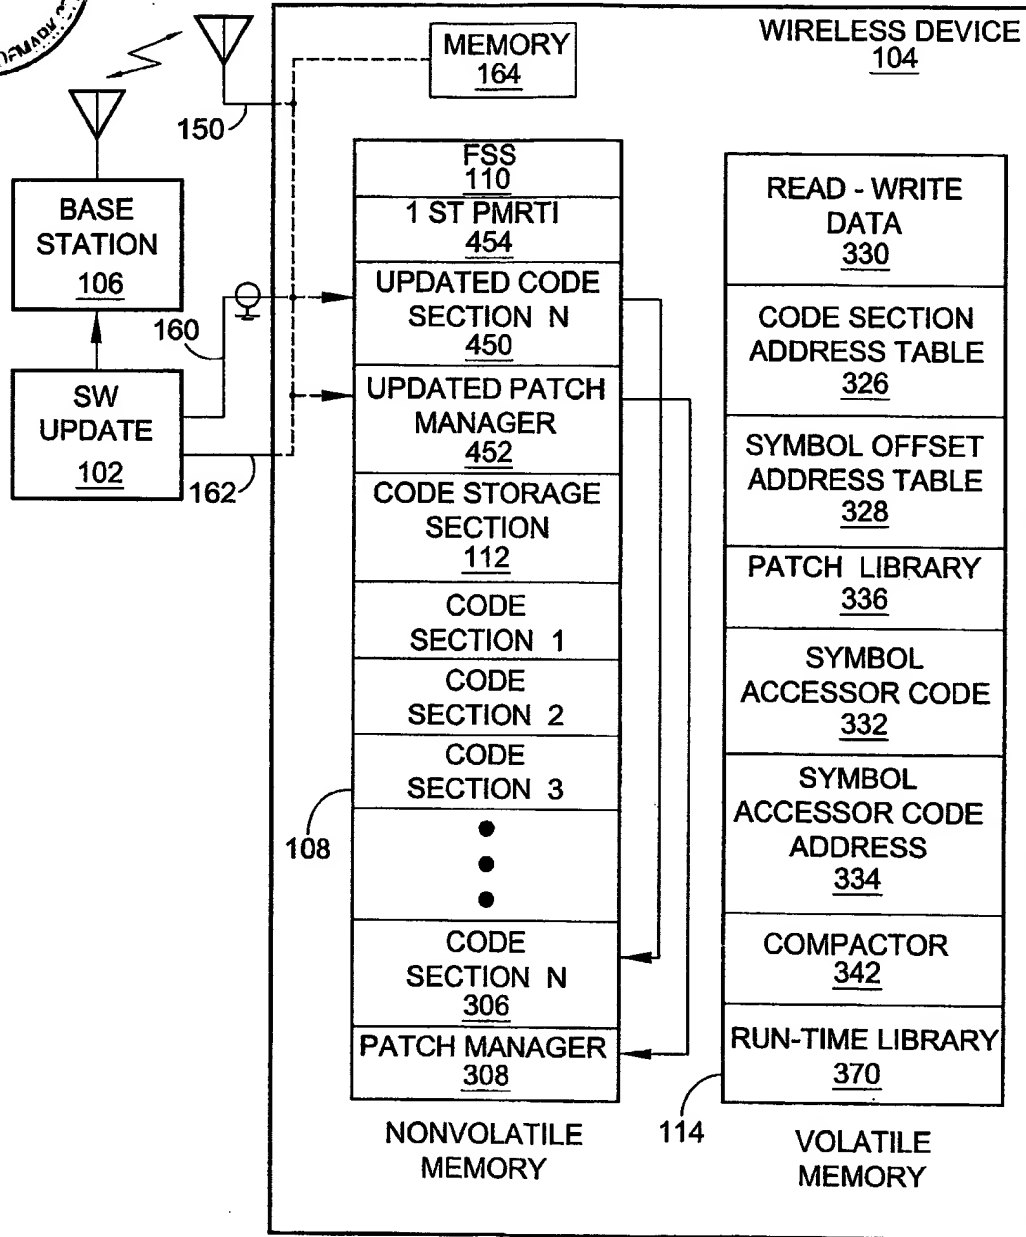 WIRELESS DEVICE
104
MEMORY
164
150
BASE
STATION
106
160
SW
UPDATE
102
162
FSS
110
1 ST PMRTI
454
UPDATED CODE
SECTION N
450
UPDATED PATCH
MANAGER
452
CODE STORAGE
SECTION
112
CODE
SECTION 1
CODE
SECTION 2
CODE
SECTION 3
108
CODE
SECTION N
306
PATCH MANAGER
308
NONVOLATILE
MEMORY
READ - WRITE
DATA
330
CODE SECTION
ADDRESS TABLE
326
SYMBOL OFFSET
ADDRESS TABLE
328
PATCH LIBRARY
336
SYMBOL
ACCESSOR CODE
332
SYMBOL
ACCESSOR CODE
ADDRESS
334
COMPACTOR
342
RUN-TIME LIBRARY
370
114
VOLATILE
MEMORY